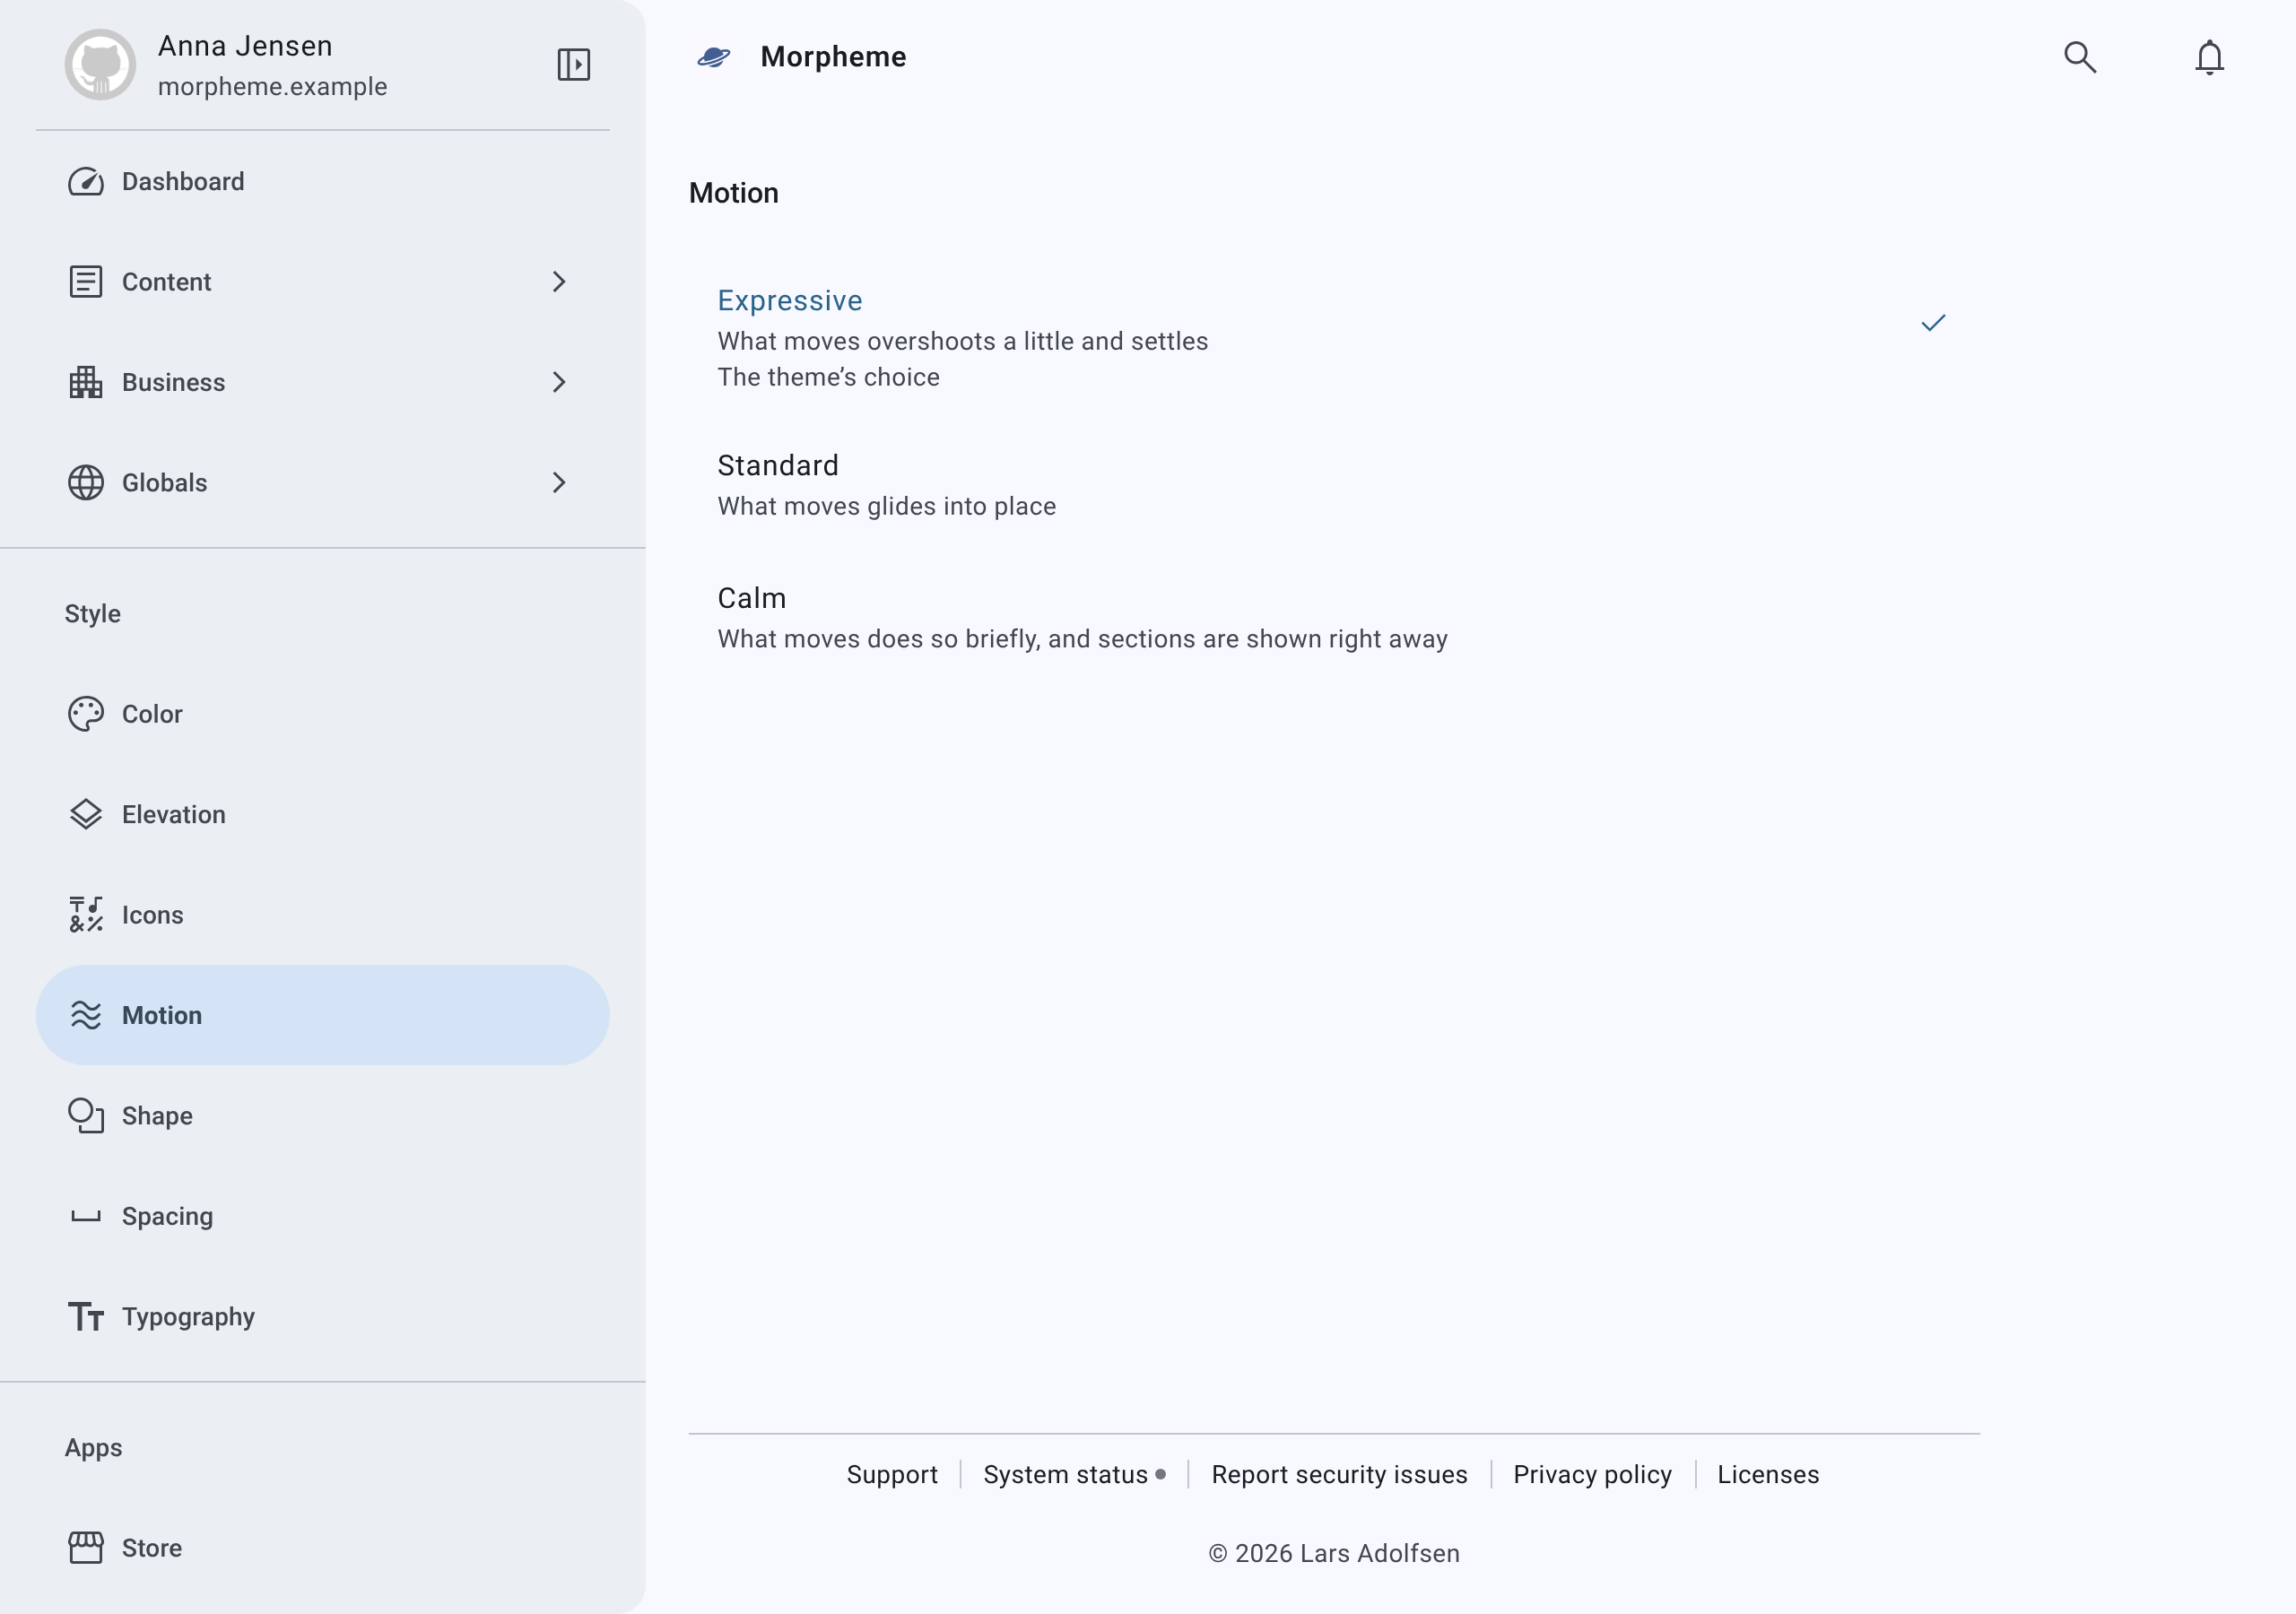 Anna Jensen
morpheme.example
Dashboard
Content
Business
Globals
Style
Color
Elevation
Icons
Motion
Shape
Spacing
Typography
Apps
Store
Morpheme
Motion
Expressive
What moves overshoots a little and settles
The theme’s choice
Standard
What moves glides into place
Calm
What moves does so briefly, and sections are shown right away
Support
System status
Report security issues
Privacy policy
Licenses
© 2026 Lars Adolfsen